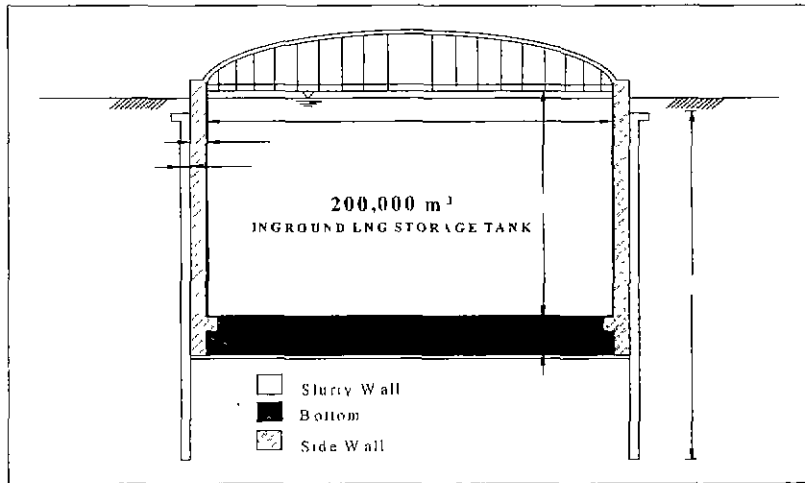 200,000 m³
INGROUND LNG STORAGE TANK
Slurry Wall
Bottom
Side Wall